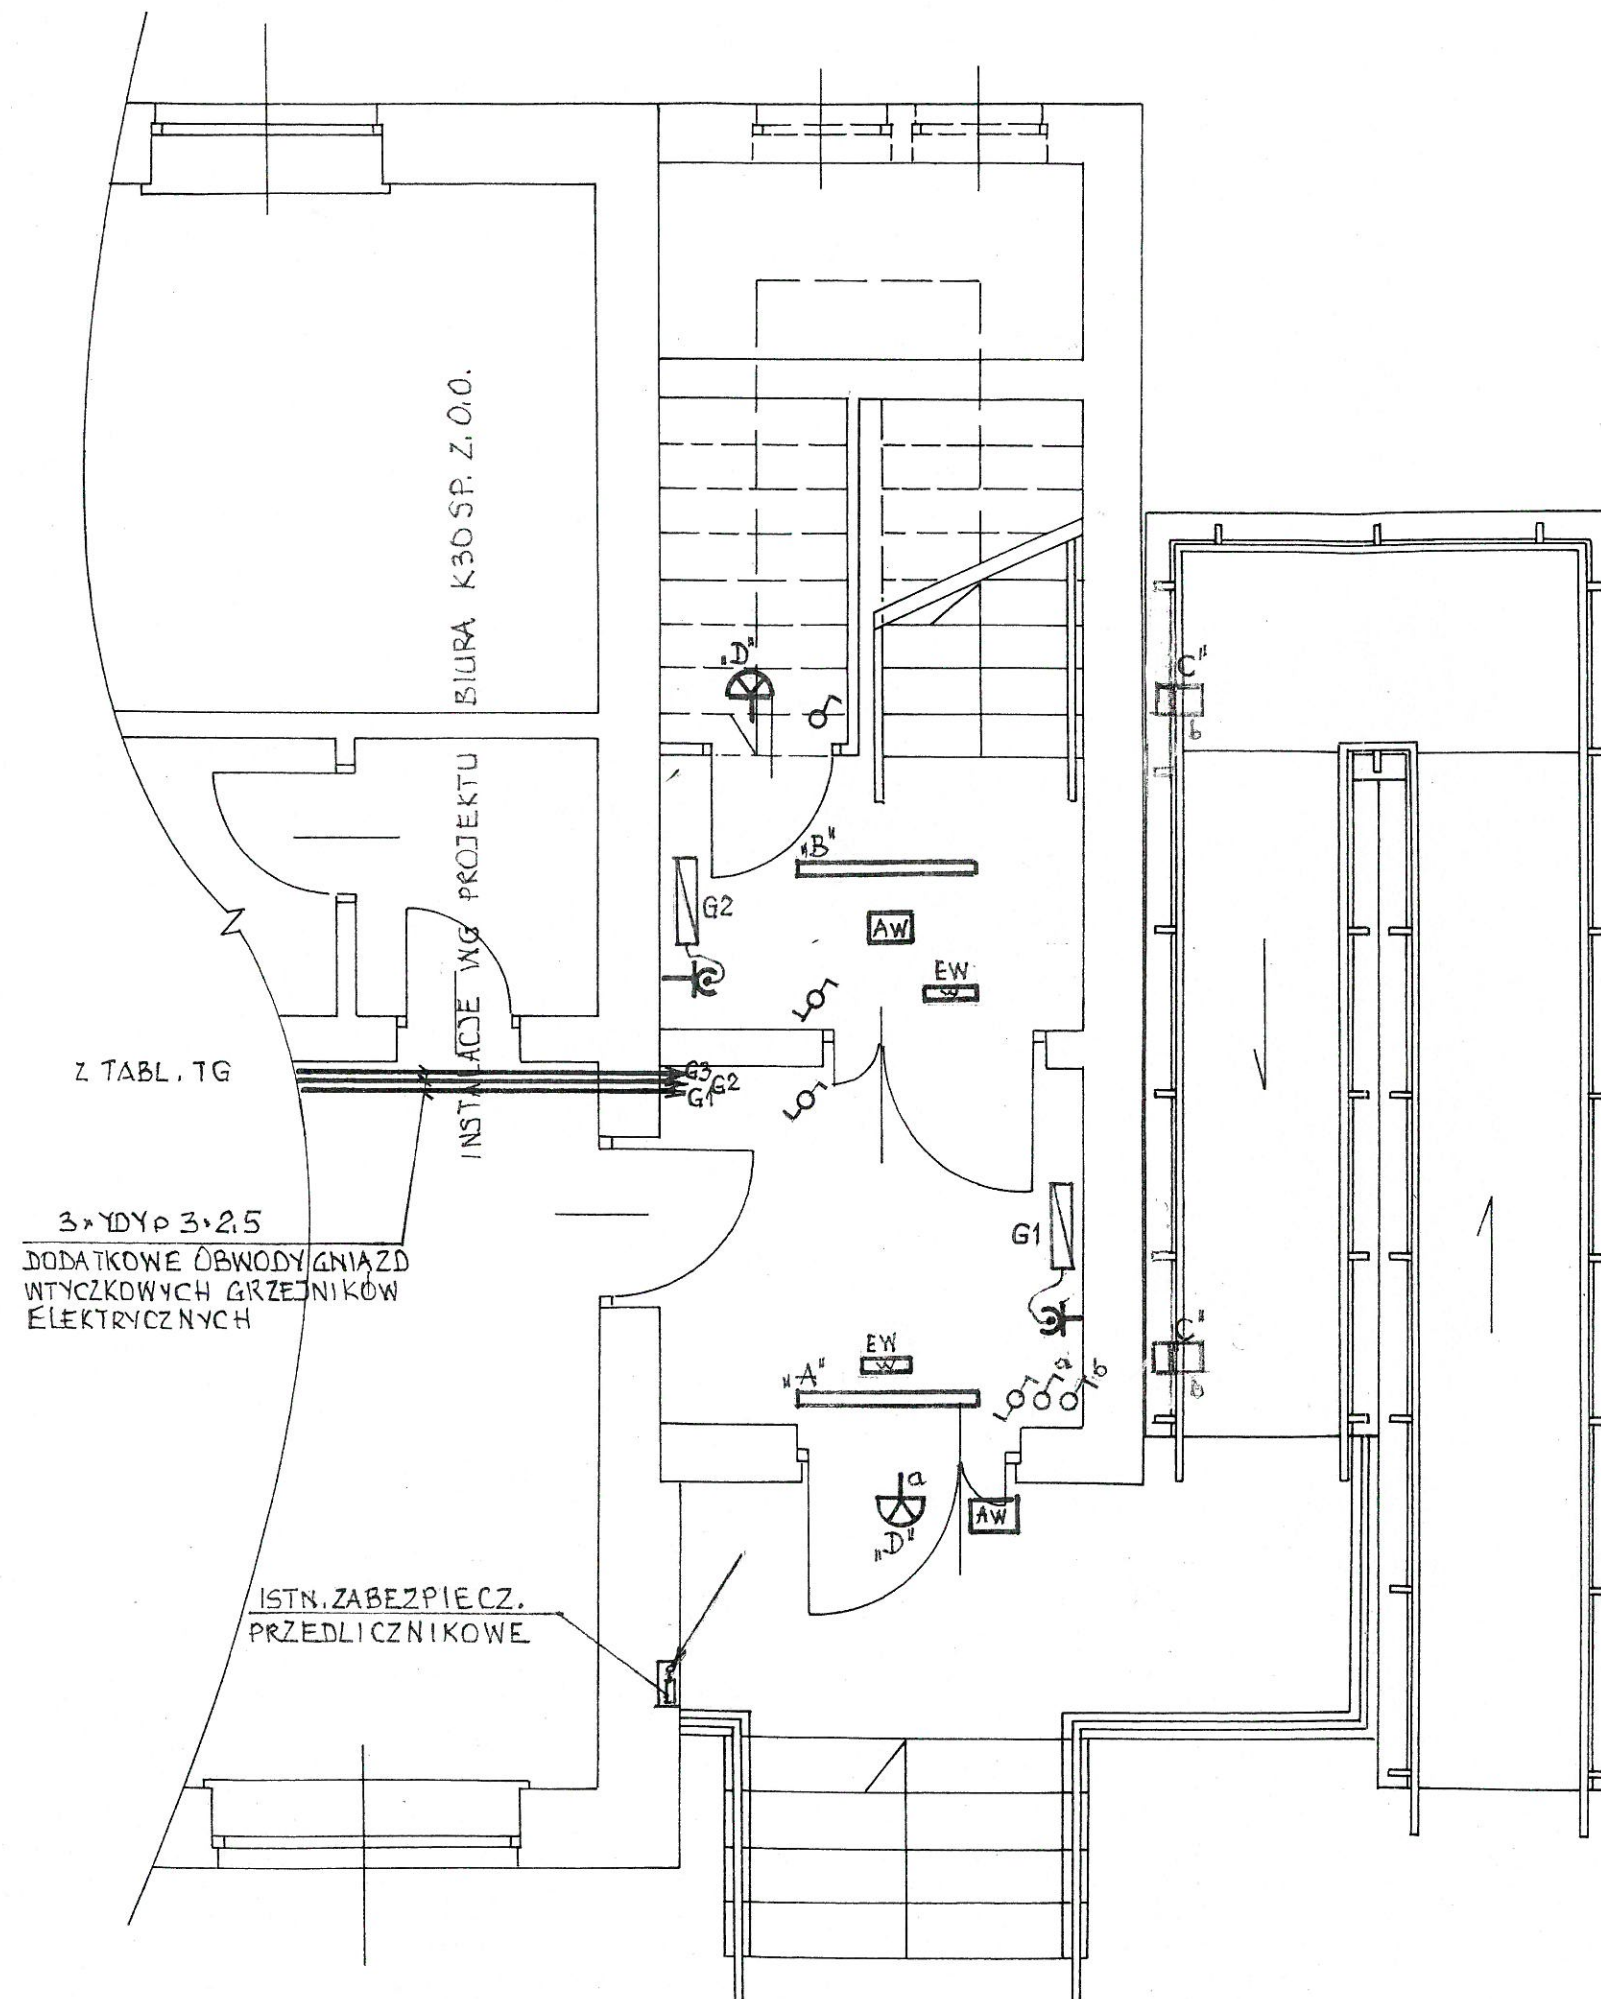 INSTALACJE WG PROJEKTU BIURA K30 SP. Z.O.O.
„D"
C"
b
„B"
G2
AW
EW
W
Z TABL. TG
G3
G2
G1
3×YDYp 3×2,5
DODATKOWE OBWODY GNIAZD
WTYCZKOWYCH GRZEJNIKÓW
ELEKTRYCZNYCH
G1
C"
b
EW
W
„A"
a
b
a
„D"
AW
ISTN. ZABEZPIECZ.
PRZEDLICZNIKOWE